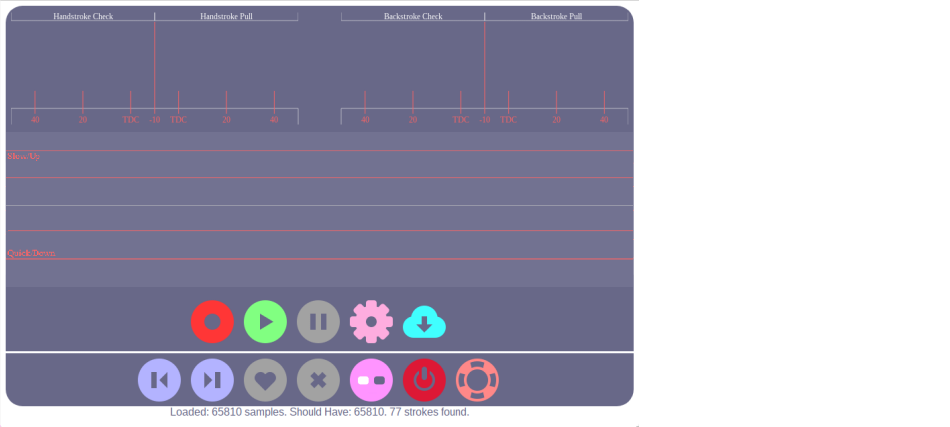 Handstroke Check Handstroke Pull Backstroke Check Backstroke Pull
40 20 TDC -10 TDC 20 40 40 20 TDC -10 TDC 20 40
Slow/Up
Quick/Down
Loaded: 65810 samples. Should Have: 65810. 77 strokes found.